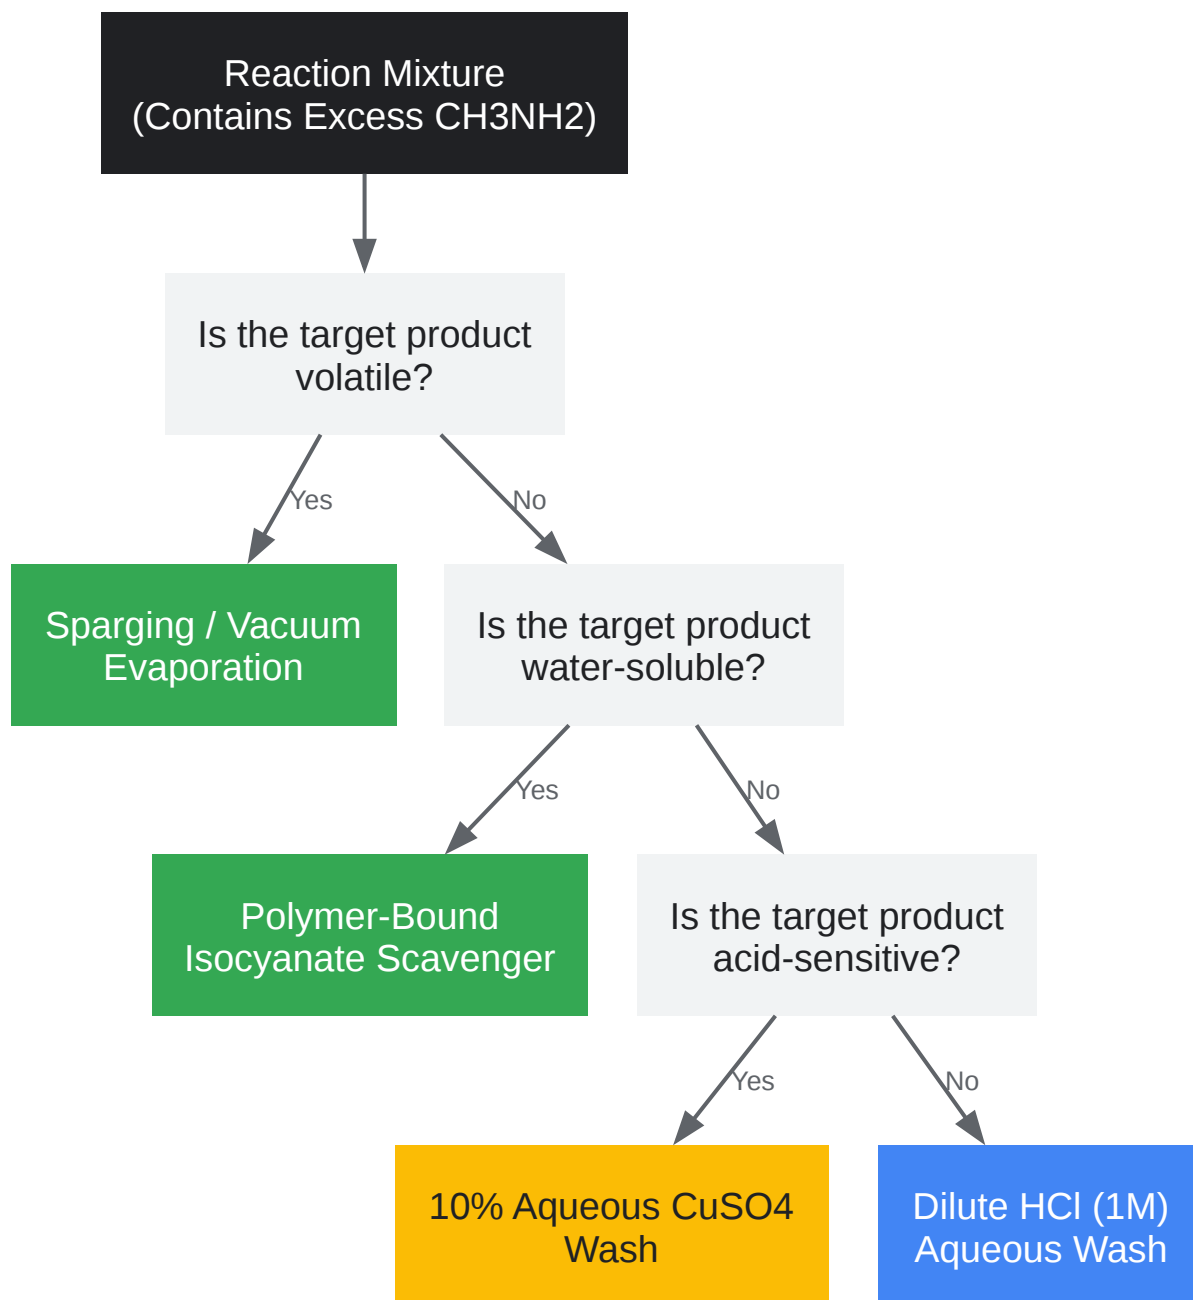 Reaction Mixture
(Contains Excess CH3NH2)
Is the target product
volatile?
Yes
No
Sparging / Vacuum
Evaporation
Is the target product
water-soluble?
Yes
No
Polymer-Bound
Isocyanate Scavenger
Is the target product
acid-sensitive?
Yes
No
10% Aqueous CuSO4
Wash
Dilute HCl (1M)
Aqueous Wash